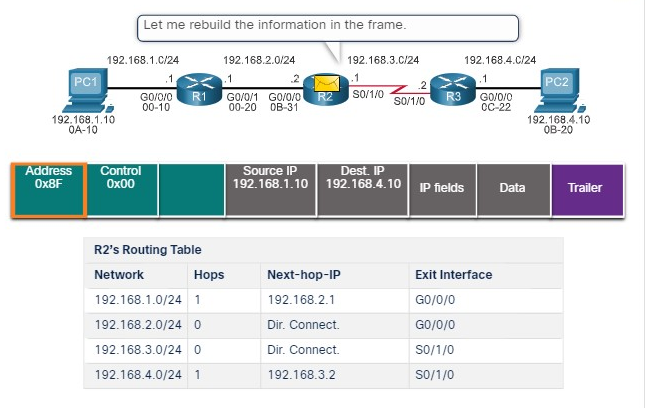 Let me rebuild the information in the frame.
192.168.1.0/24 192.168.2.0/24 192.168.3.0/24 192.168.4.0/24
PC1 .1 R1 .1 .2 R2 .1 .2 R3 .1 PC2
G0/0/0 G0/0/1 G0/0/0 S0/1/0 S0/1/0 G0/0/0
00-10 00-20 0B-31 0C-22
192.168.1.10 192.168.4.10
0A-10 0B-20
Address Control Source IP Dest. IP
0x8F 0x00 192.168.1.10 192.168.4.10 IP fields Data Trailer
R2's Routing Table
Network Hops Next-hop-IP Exit Interface
192.168.1.0/24 1 192.168.2.1 G0/0/0
192.168.2.0/24 0 Dir. Connect. G0/0/0
192.168.3.0/24 0 Dir. Connect. S0/1/0
192.168.4.0/24 1 192.168.3.2 S0/1/0